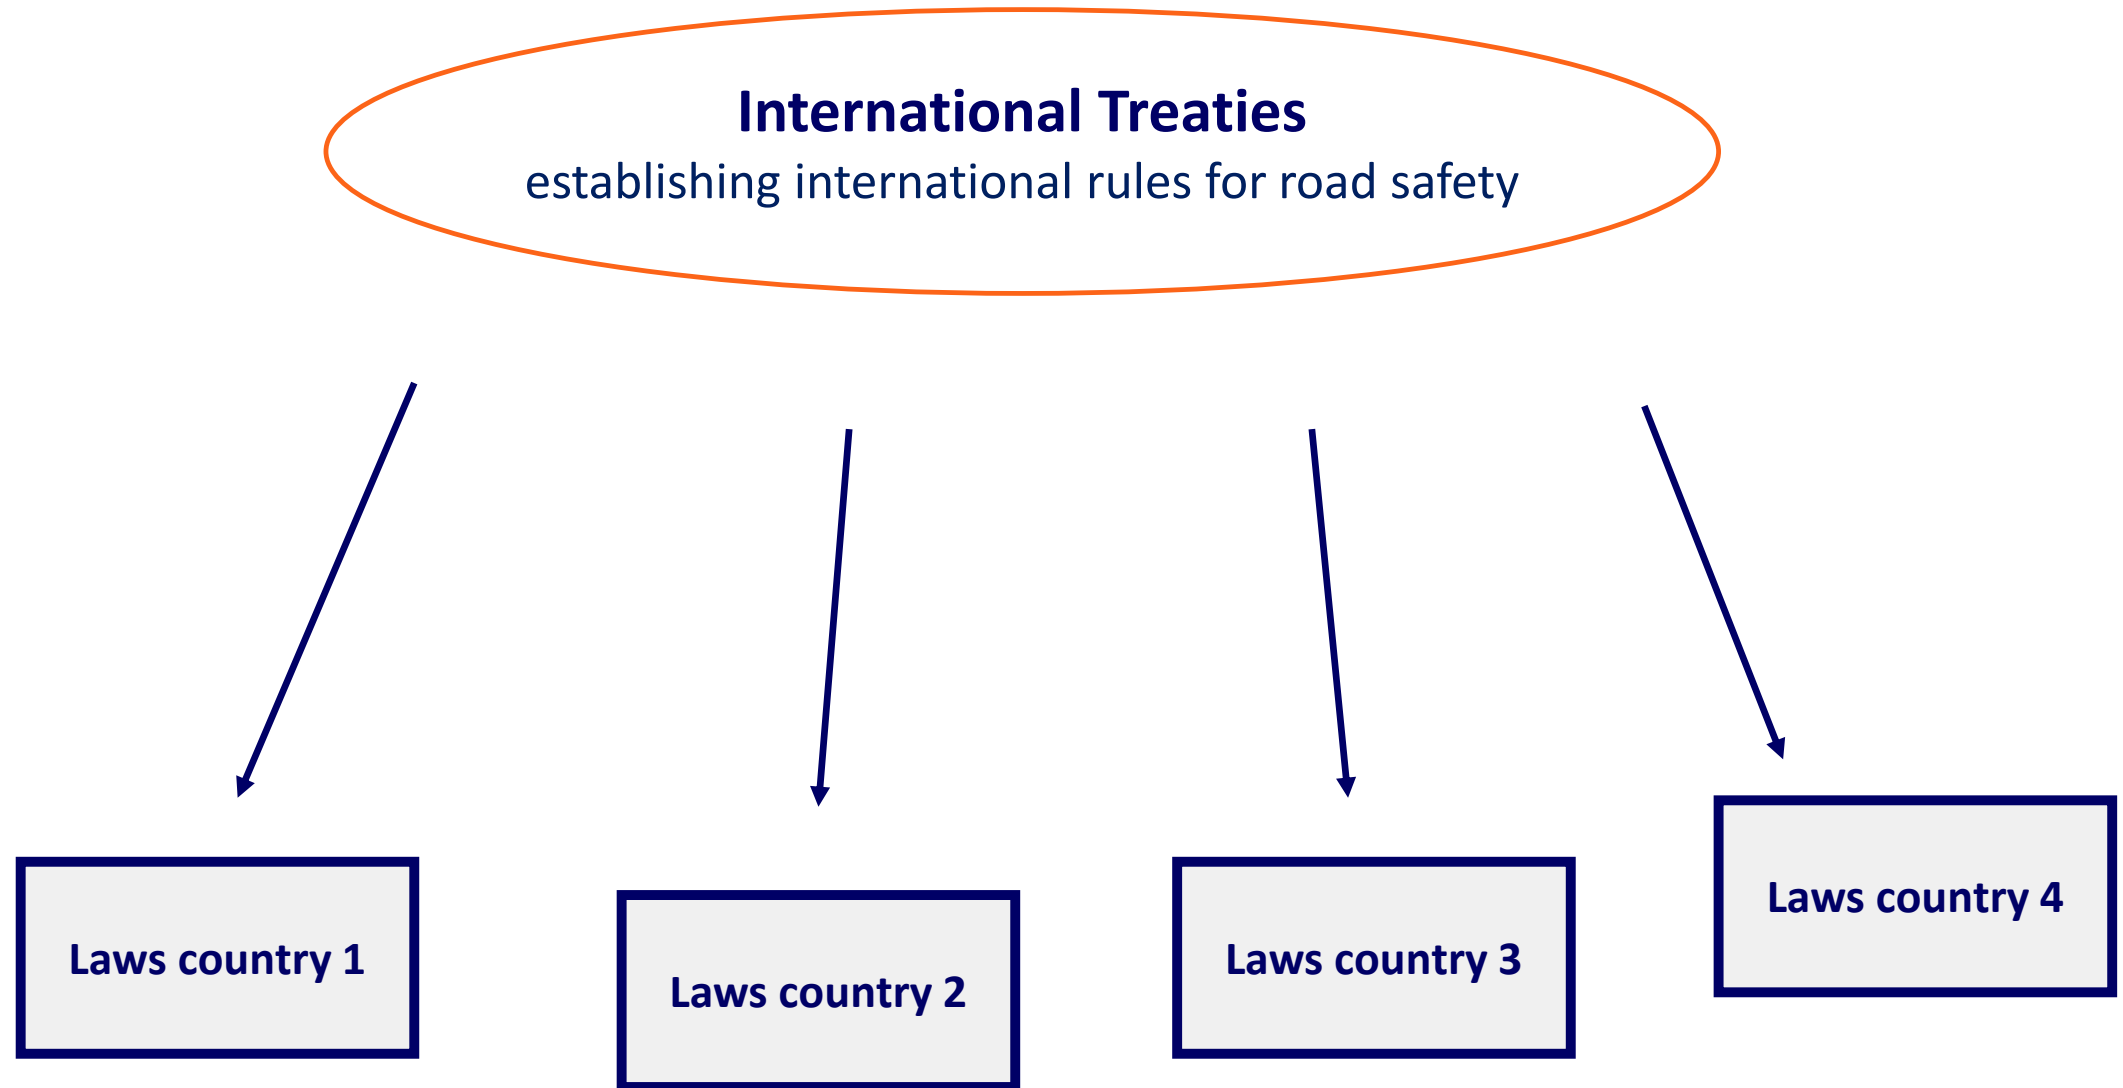 International Treaties
establishing international rules for road safety
Laws country 1
Laws country 2
Laws country 3
Laws country 4